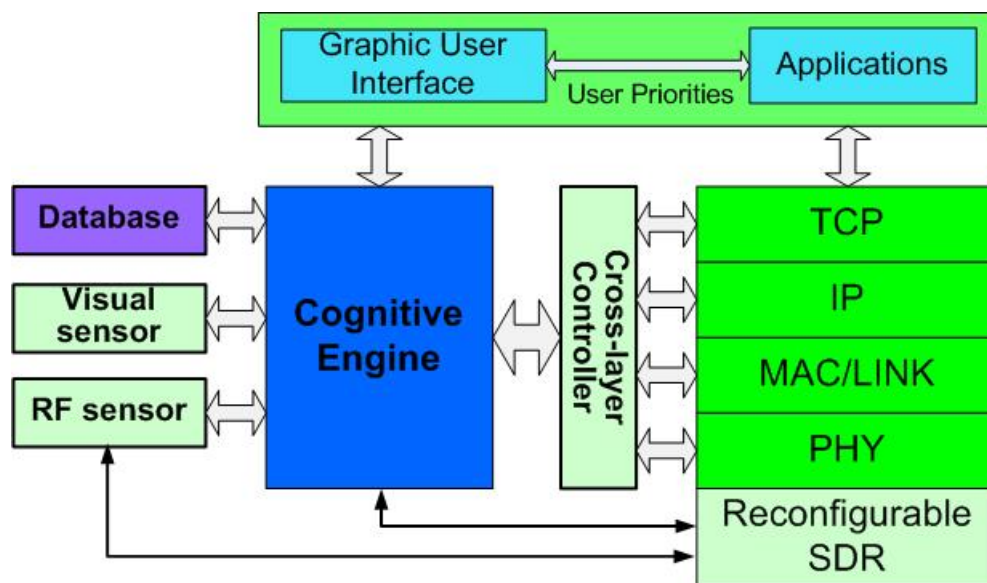 Graphic User
Interface
Applications
User Priorities
Database
Visual
sensor
RF sensor
Cognitive
Engine
Cross-layer
Controller
TCP
IP
MAC/LINK
PHY
Reconfigurable
SDR